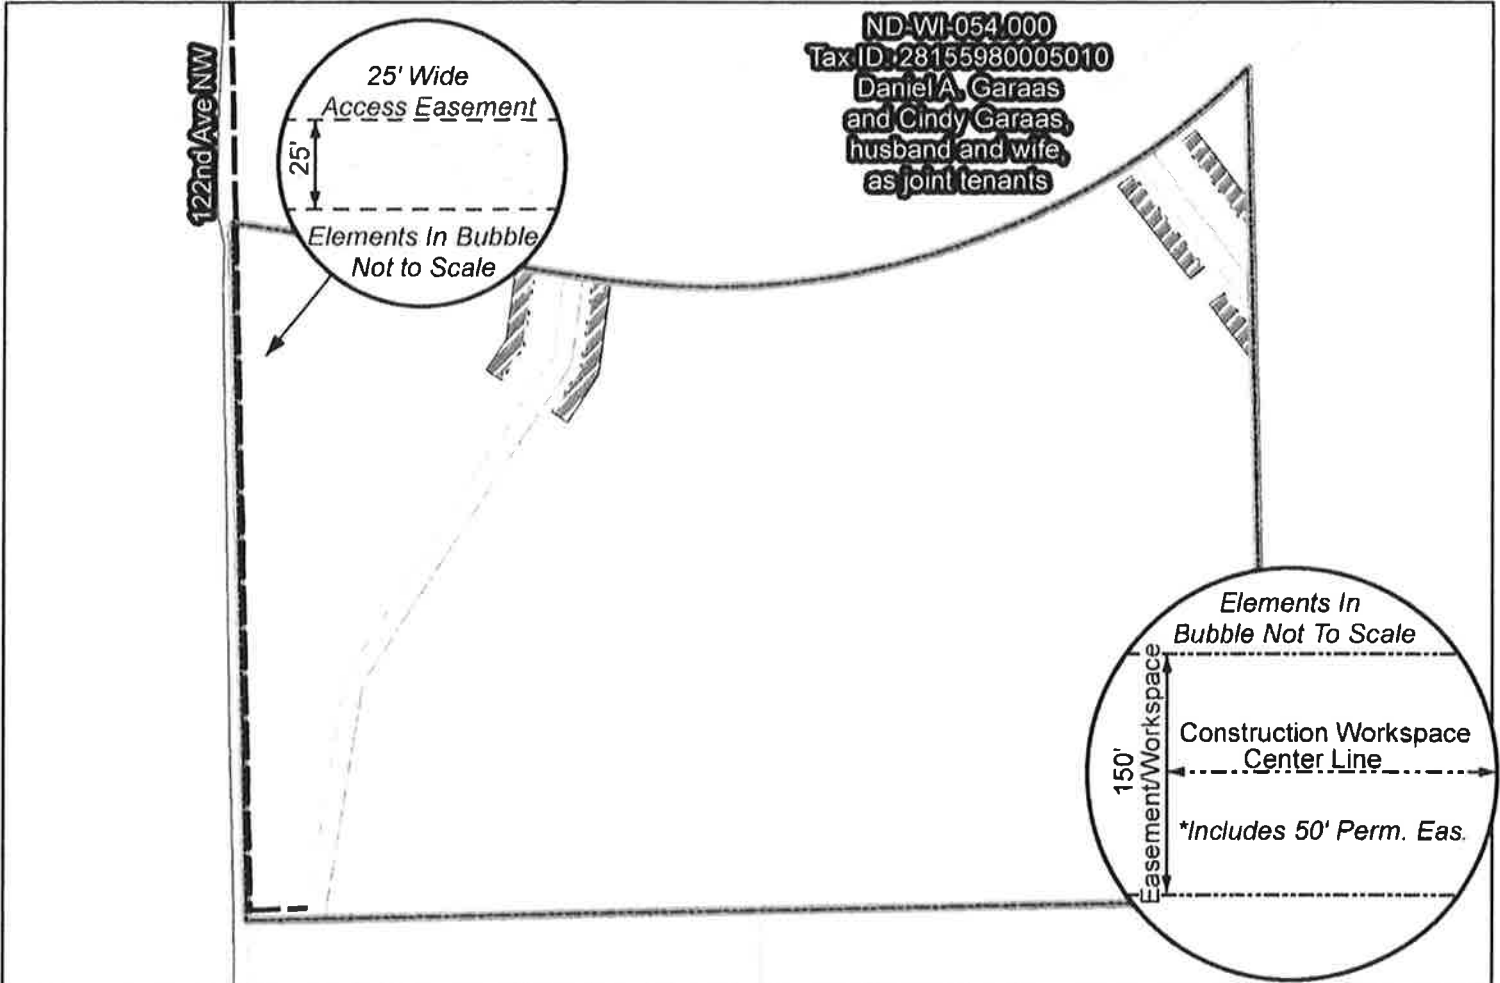 122nd Ave NW
25' Wide
Access Easement
25'
Elements In Bubble
Not to Scale
ND-WI-054.000
Tax ID: 28155980005010
Daniel A. Garaas
and Cindy Garaas,
husband and wife,
as joint tenants
Elements In
Bubble Not To Scale
150'
Easement/Workspace
Construction Workspace
Center Line
*Includes 50' Perm. Eas.